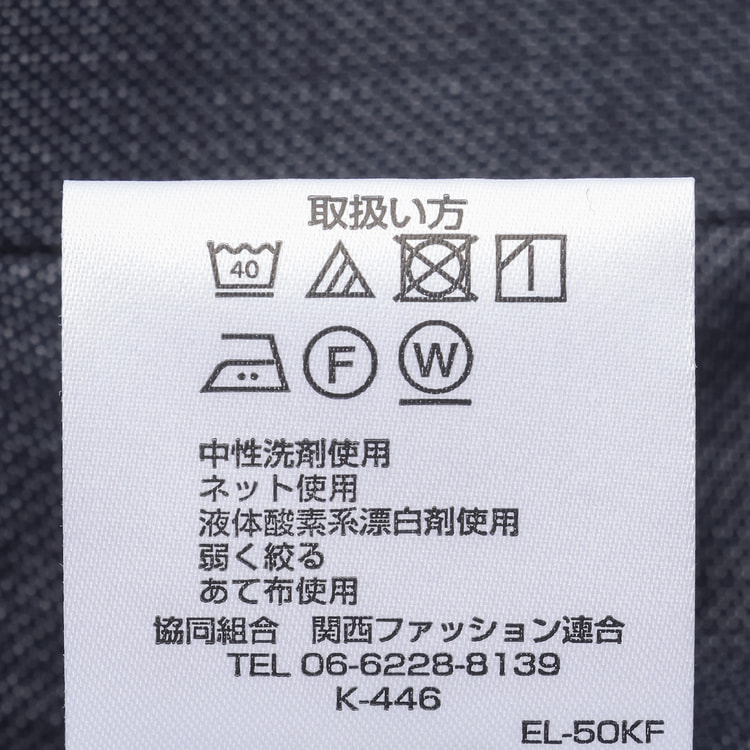 取扱い方
40
F W
中性洗剤使用
ネット使用
液体酸素系漂白剤使用
弱く絞る
あて布使用
協同組合 関西ファッション連合
TEL 06-6228-8139
K-446
EL-50KF